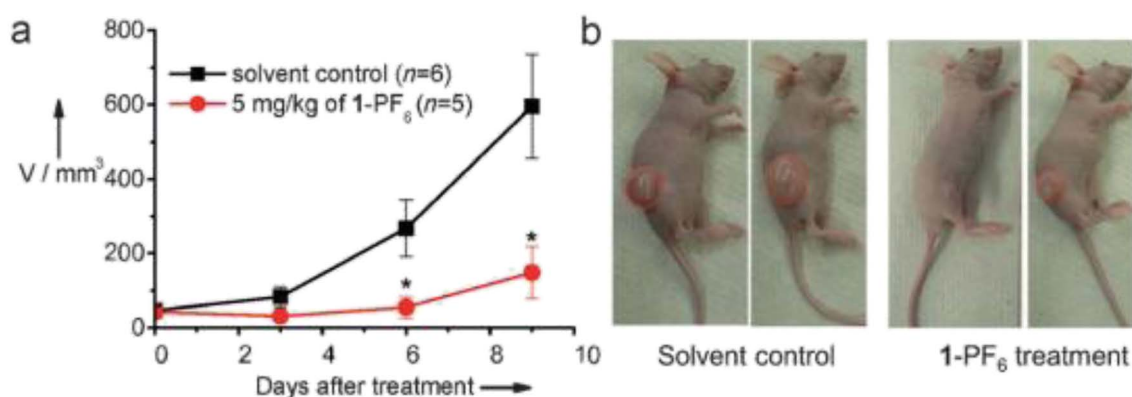 a
800
600
400
200
0
V / mm³
solvent control (n=6)
5 mg/kg of 1-PF₆ (n=5)
*
*
0 2 4 6 8 10
Days after treatment
b
Solvent control
1-PF₆ treatment